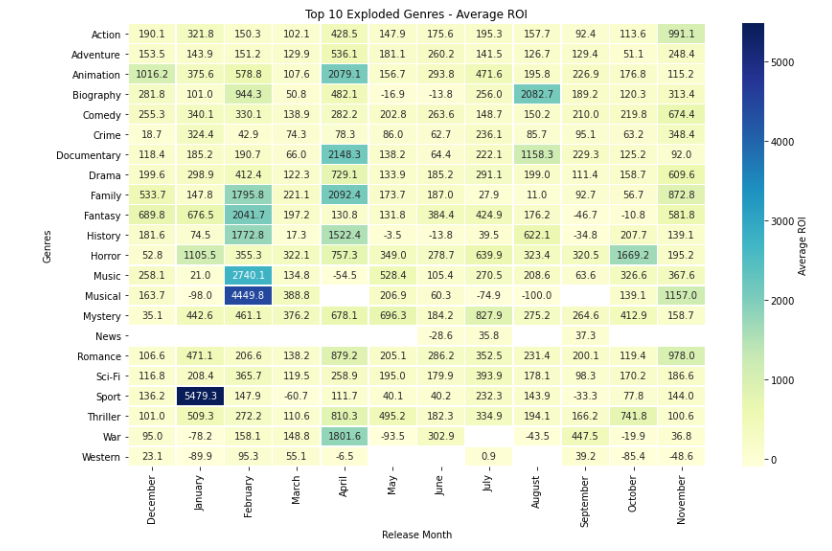 Top 10 Exploded Genres - Average ROI
Action 190.1 321.8 150.3 102.1 428.5 147.9 175.6 195.3 157.7 92.4 113.6 991.1
Adventure 153.5 143.9 151.2 129.9 536.1 181.1 260.2 141.5 126.7 129.4 51.1 248.4
Animation 1016.2 375.6 578.8 107.6 2079.1 156.7 293.8 471.6 195.8 226.9 176.8 115.2
Biography 281.8 101.0 944.3 50.8 482.1 -16.9 -13.8 256.0 2082.7 189.2 120.3 313.4
Comedy 255.3 340.1 330.1 138.9 282.2 202.8 263.6 148.7 150.2 210.0 219.8 674.4
Crime 18.7 324.4 42.9 74.3 78.3 86.0 62.7 236.1 85.7 95.1 63.2 348.4
Documentary 118.4 185.2 190.7 66.0 2148.3 138.2 64.4 222.1 1158.3 229.3 125.2 92.0
Drama 199.6 298.9 412.4 122.3 729.1 133.9 185.2 291.1 199.0 111.4 158.7 609.6
Family 533.7 147.8 1795.8 221.1 2092.4 173.7 187.0 27.9 11.0 92.7 56.7 872.8
Fantasy 689.8 676.5 2041.7 197.2 130.8 131.8 384.4 424.9 176.2 -46.7 -10.8 581.8
History 181.6 74.5 1772.8 17.3 1522.4 -3.5 -13.8 39.5 622.1 -34.8 207.7 139.1
Horror 52.8 1105.5 355.3 322.1 757.3 349.0 278.7 639.9 323.4 320.5 1669.2 195.2
Music 258.1 21.0 2740.1 134.8 -54.5 528.4 105.4 270.5 208.6 63.6 326.6 367.6
Musical 163.7 -98.0 4449.8 388.8 206.9 60.3 -74.9 -100.0 139.1 1157.0
Mystery 35.1 442.6 461.1 376.2 678.1 696.3 184.2 827.9 275.2 264.6 412.9 158.7
News -28.6 35.8 37.3
Romance 106.6 471.1 206.6 138.2 879.2 205.1 286.2 352.5 231.4 200.1 119.4 978.0
Sci-Fi 116.8 208.4 365.7 119.5 258.9 195.0 179.9 393.9 178.1 98.3 170.2 186.6
Sport 136.2 5479.3 147.9 -60.7 111.7 40.1 40.2 232.3 143.9 -33.3 77.8 144.0
Thriller 101.0 509.3 272.2 110.6 810.3 495.2 182.3 334.9 194.1 166.2 741.8 100.6
War 95.0 -78.2 158.1 148.8 1801.6 -93.5 302.9 -43.5 447.5 -19.9 36.8
Western 23.1 -89.9 95.3 55.1 -6.5 0.9 39.2 -85.4 -48.6
December January February March April May June July August September October November
Release Month
Genres
5000
4000
3000
2000
1000
0
Average ROI